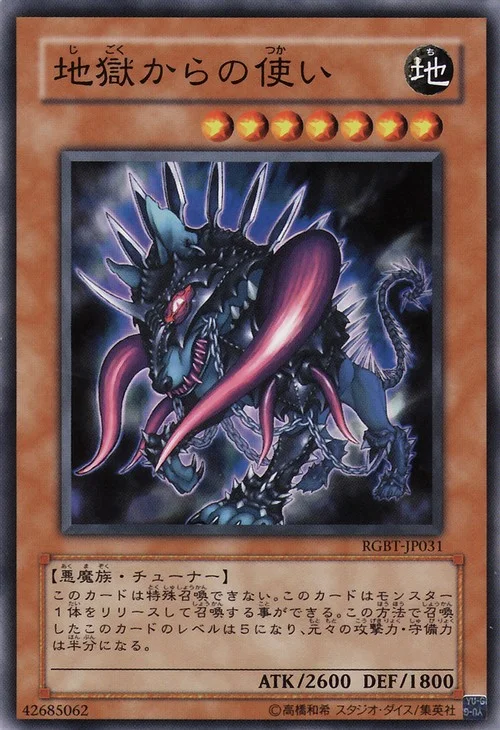 地獄からの使い
地
RGBT-JP031
【悪魔族・チューナー】
このカードは特殊召喚できない。このカードはモンスター
1体をリリースして召喚する事ができる。この方法で召喚
したこのカードのレベルは5になり、元々の攻撃力・守備力
は半分になる。
ATK/2600 DEF/1800
42685062 ©高橋和希 スタジオ・ダイス/集英社